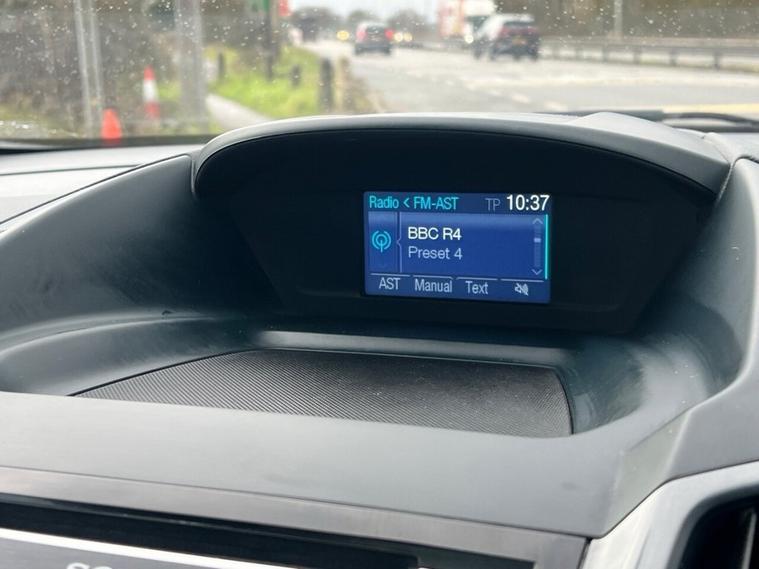 Radio < FM-AST TP 10:37
BBC R4
Preset 4
AST Manual Text